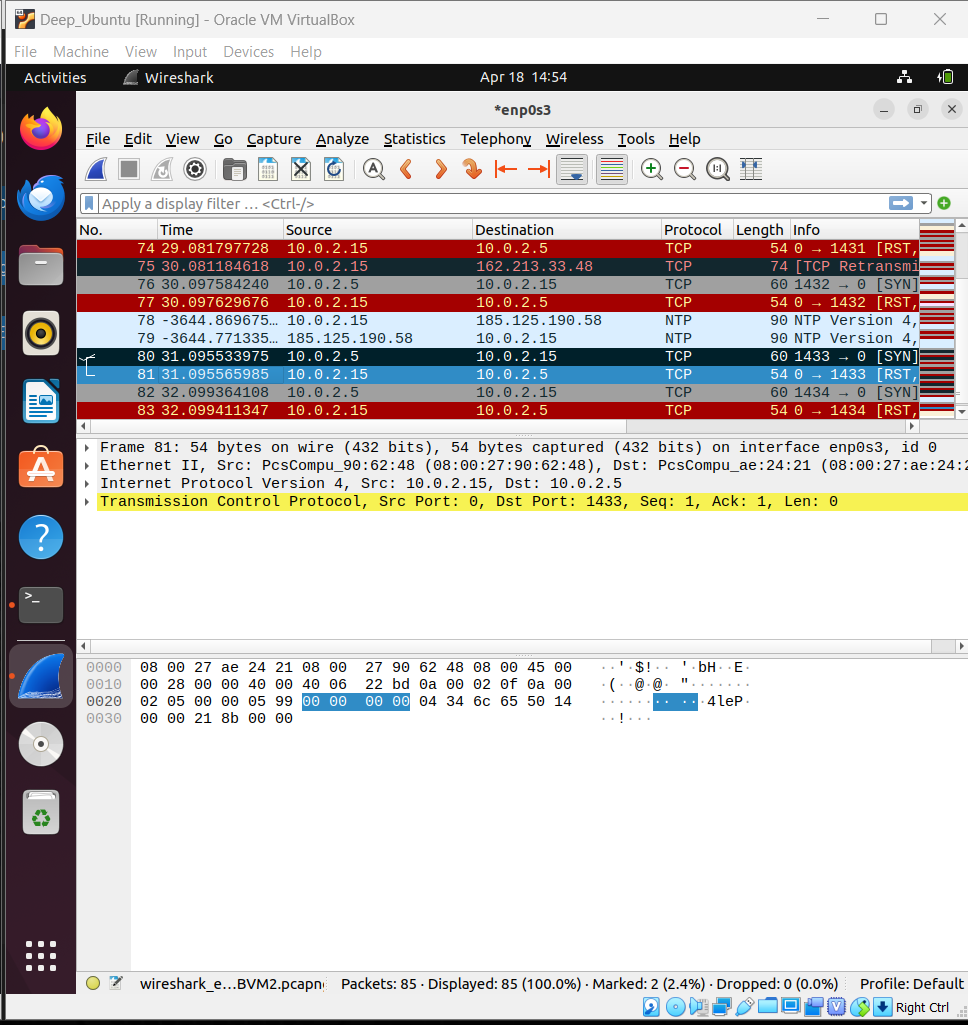 Deep_Ubuntu [Running] - Oracle VM VirtualBox
File Machine View Input Devices Help
Activities Wireshark Apr 18 14:54
*enp0s3
File Edit View Go Capture Analyze Statistics Telephony Wireless Tools Help
Apply a display filter … <Ctrl-/>
No. Time Source Destination Protocol Length Info
74 29.081797728 10.0.2.15 10.0.2.5 TCP 54 0 → 1431 [RST,
75 30.081184618 10.0.2.15 162.213.33.48 TCP 74 [TCP Retransmi
76 30.097584240 10.0.2.5 10.0.2.15 TCP 60 1432 → 0 [SYN]
77 30.097629676 10.0.2.15 10.0.2.5 TCP 54 0 → 1432 [RST,
78 -3644.869675… 10.0.2.15 185.125.190.58 NTP 90 NTP Version 4,
79 -3644.771335… 185.125.190.58 10.0.2.15 NTP 90 NTP Version 4,
80 31.095533975 10.0.2.5 10.0.2.15 TCP 60 1433 → 0 [SYN]
81 31.095565985 10.0.2.15 10.0.2.5 TCP 54 0 → 1433 [RST,
82 32.099364108 10.0.2.5 10.0.2.15 TCP 60 1434 → 0 [SYN]
83 32.099411347 10.0.2.15 10.0.2.5 TCP 54 0 → 1434 [RST,
Frame 81: 54 bytes on wire (432 bits), 54 bytes captured (432 bits) on interface enp0s3, id 0
Ethernet II, Src: PcsCompu_90:62:48 (08:00:27:90:62:48), Dst: PcsCompu_ae:24:21 (08:00:27:ae:24:2
Internet Protocol Version 4, Src: 10.0.2.15, Dst: 10.0.2.5
Transmission Control Protocol, Src Port: 0, Dst Port: 1433, Seq: 1, Ack: 1, Len: 0
0000 08 00 27 ae 24 21 08 00 27 90 62 48 08 00 45 00 ··'·$!·· '·bH··E·
0010 00 28 00 00 40 00 40 06 22 bd 0a 00 02 0f 0a 00 ·(··@·@· "·······
0020 02 05 00 00 05 99 00 00 00 00 04 34 6c 65 50 14 ········ ···4leP·
0030 00 00 21 8b 00 00 ··!···
wireshark_e…BVM2.pcapng Packets: 85 · Displayed: 85 (100.0%) · Marked: 2 (2.4%) · Dropped: 0 (0.0%) Profile: Default
Right Ctrl